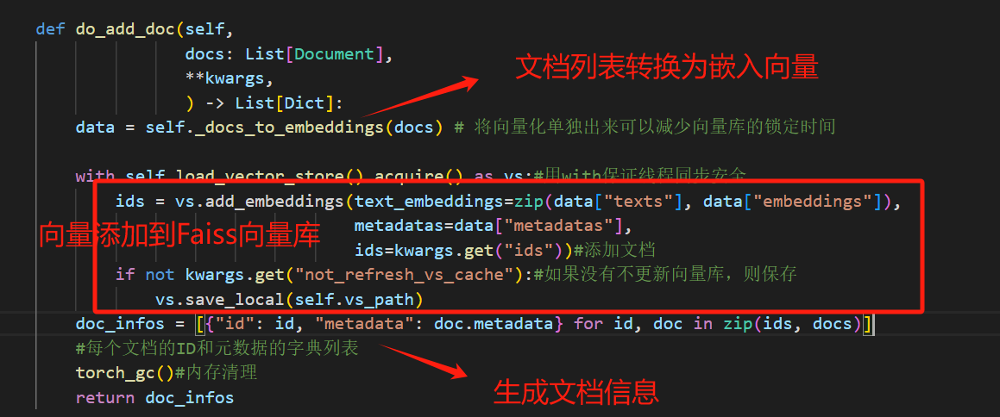 def do_add_doc(self,
docs: List[Document],
文档列表转换为嵌入向量
**kwargs,
) -> List[Dict]:
data = self._docs_to_embeddings(docs) # 将向量化单独出来可以减少向量库的锁定时间
with self.load_vector_store().acquire() as vs:#用with保证线程同步安全
ids = vs.add_embeddings(text_embeddings=zip(data["texts"], data["embeddings"]),
metadatas=data["metadatas"],
向量添加到Faiss向量库
ids=kwargs.get("ids"))#添加文档
if not kwargs.get("not_refresh_vs_cache"):#如果没有不更新向量库，则保存
vs.save_local(self.vs_path)
doc_infos = [{"id": id, "metadata": doc.metadata} for id, doc in zip(ids, docs)]
#每个文档的ID和元数据的字典列表
torch_gc()#内存清理
生成文档信息
return doc_infos